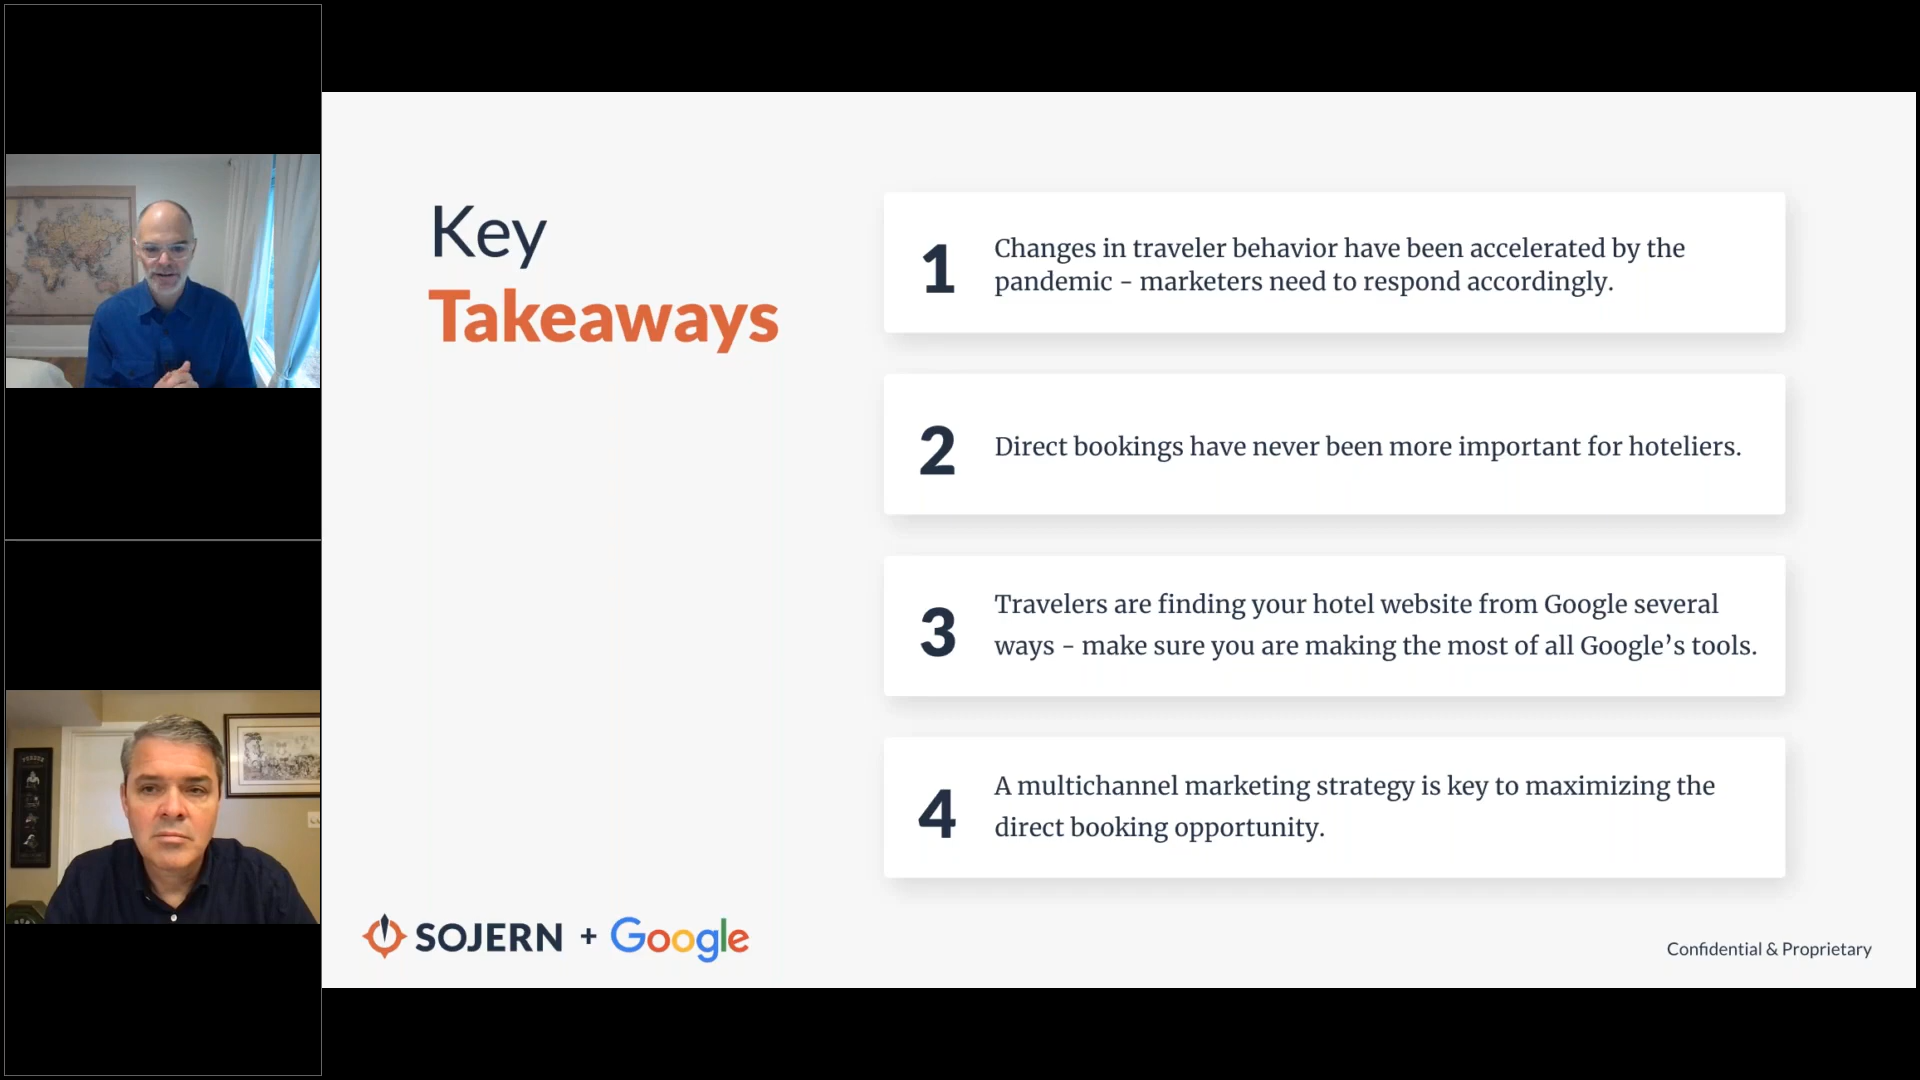 Key
Takeaways
1
Changes in traveler behavior have been accelerated by the
pandemic - marketers need to respond accordingly.
2
Direct bookings have never been more important for hoteliers.
3
Travelers are finding your hotel website from Google several
ways - make sure you are making the most of all Google’s tools.
4
A multichannel marketing strategy is key to maximizing the
direct booking opportunity.
SOJERN + Google
Confidential & Proprietary